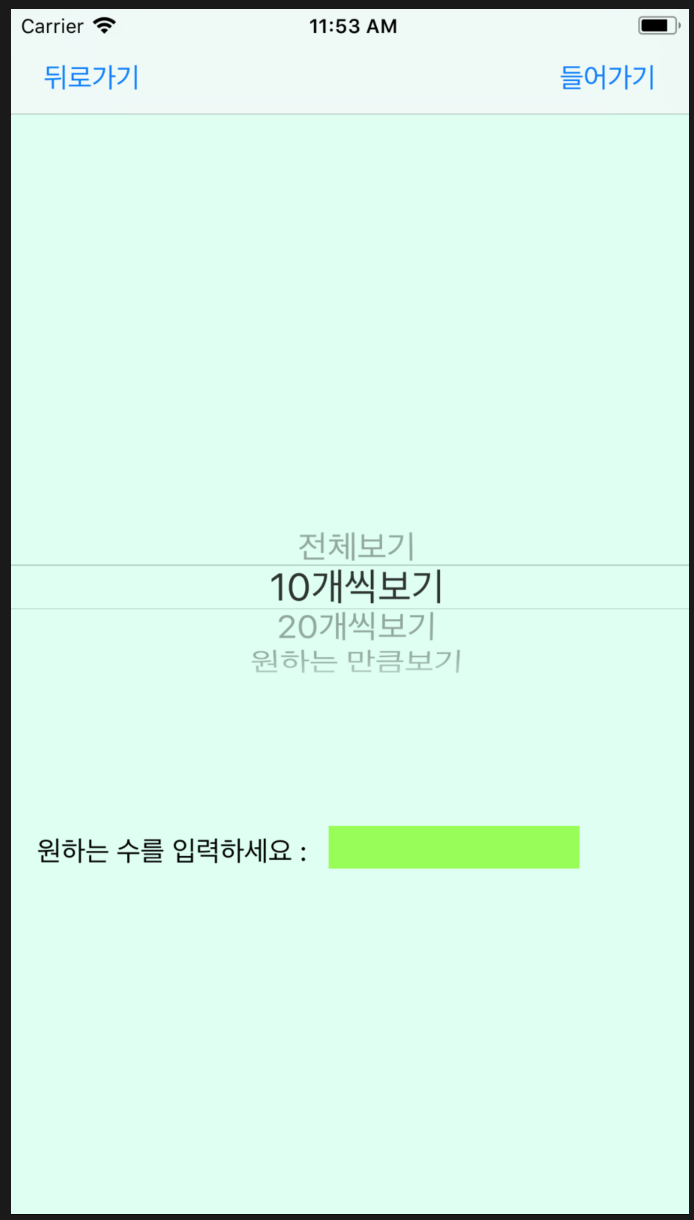 Carrier 11:53 AM
뒤로가기 들어가기
전체보기
10개씩보기
20개씩보기
원하는 만큼보기
원하는 수를 입력하세요 :